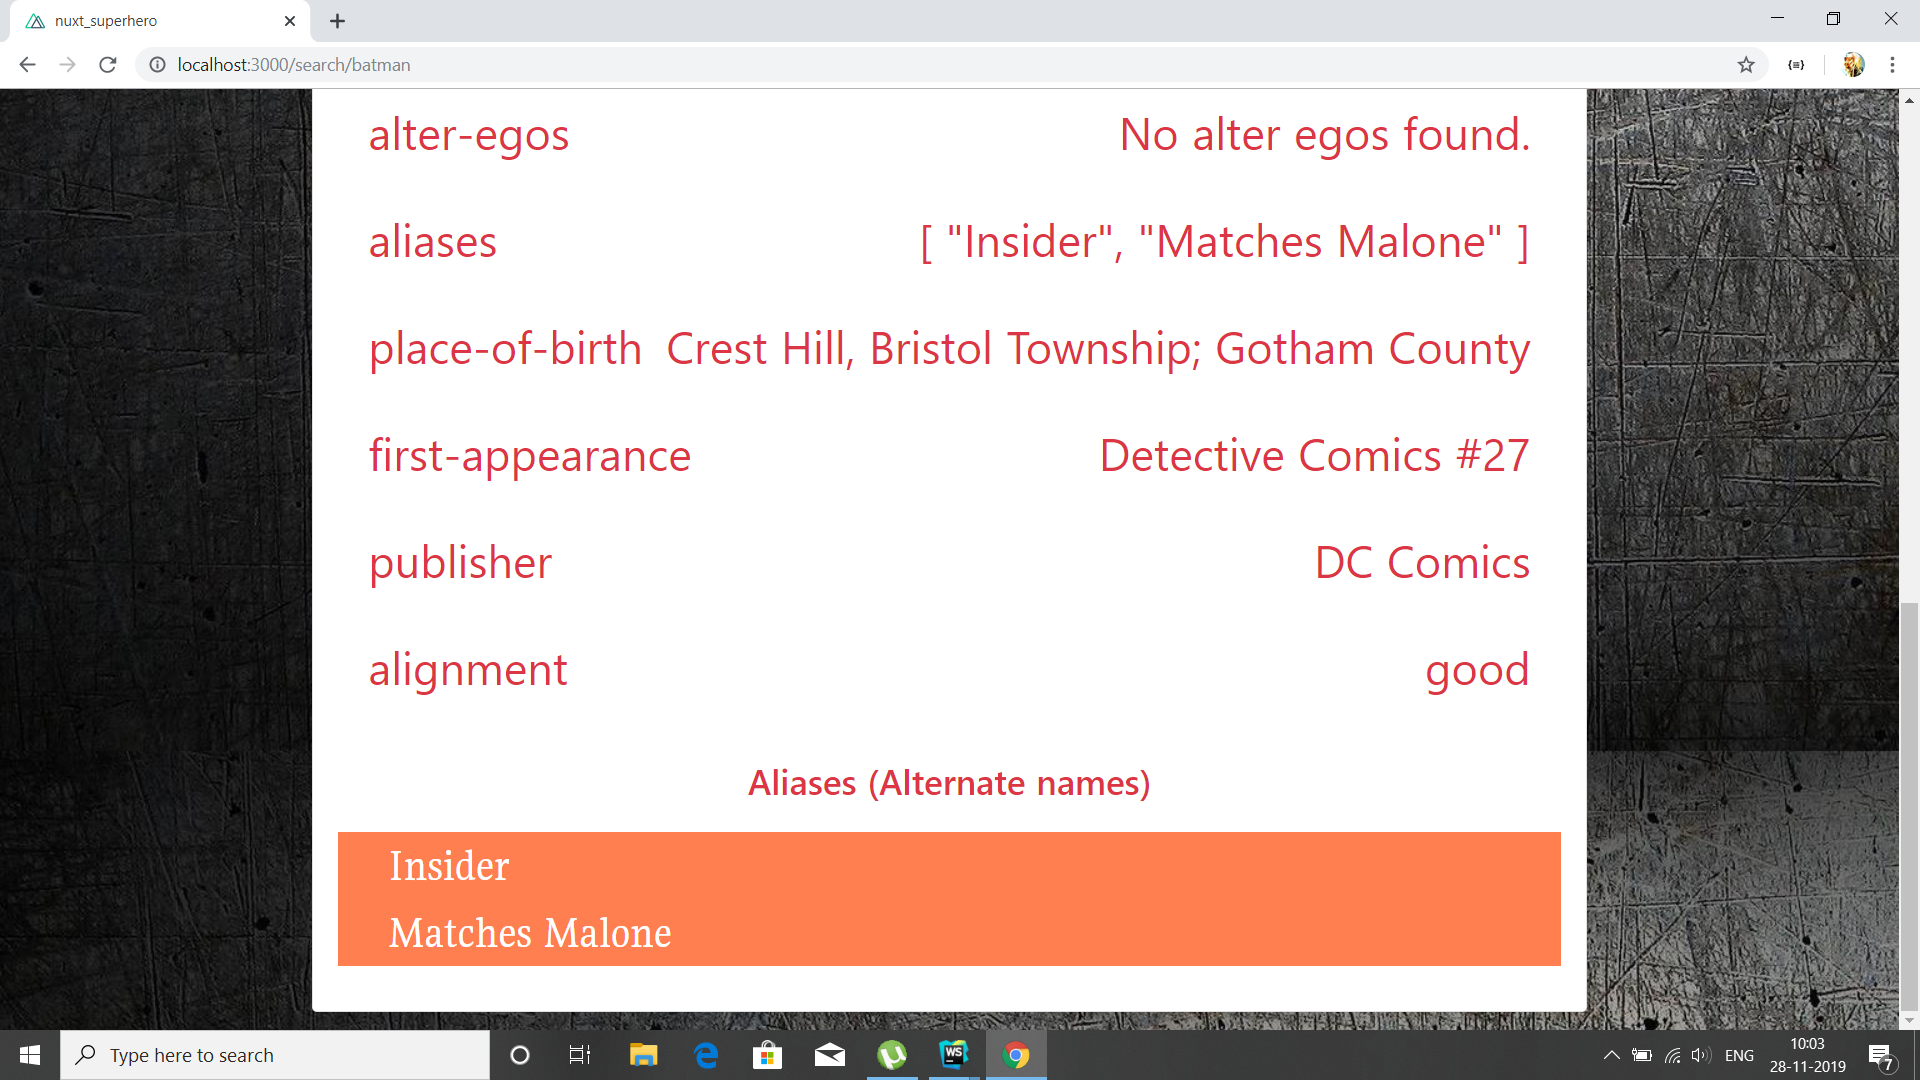 nuxt_superhero
localhost:3000/search/batman
alter-egos No alter egos found.
aliases [ "Insider", "Matches Malone" ]
place-of-birth Crest Hill, Bristol Township; Gotham County
first-appearance Detective Comics #27
publisher DC Comics
alignment good
Aliases (Alternate names)
Insider
Matches Malone
Type here to search
WS
ENG
10:03
28-11-2019
7